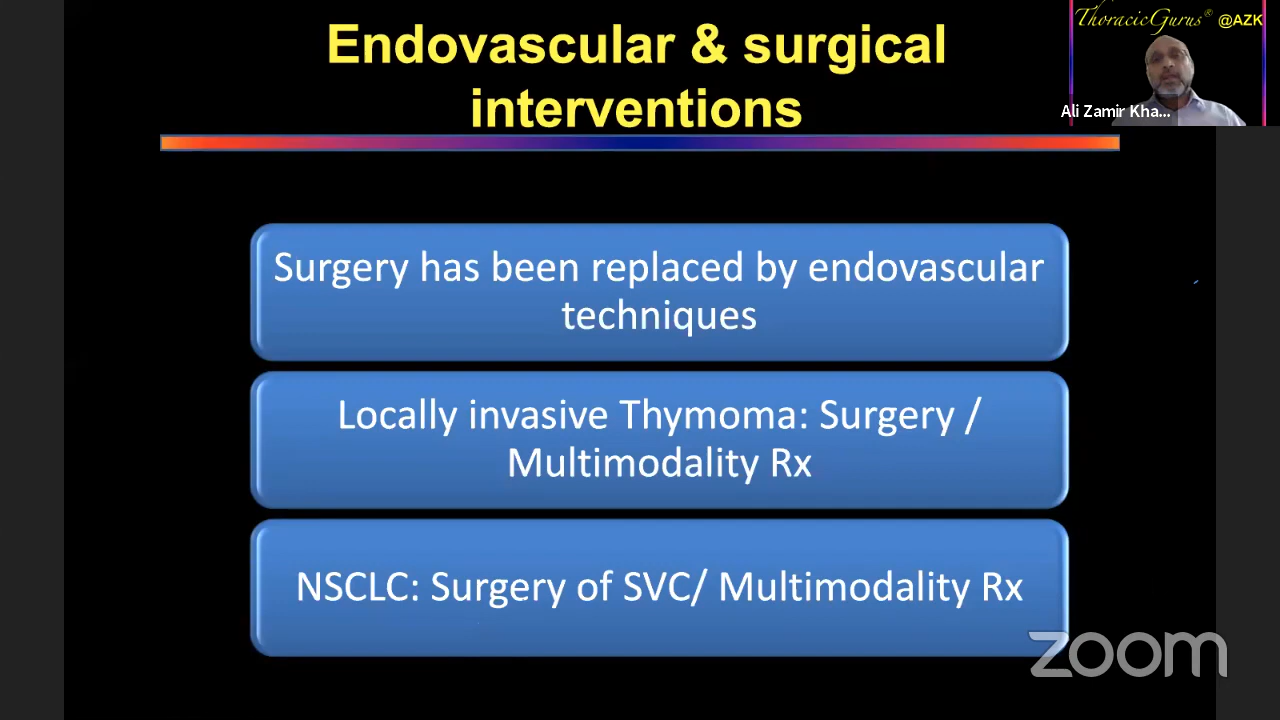 Endovascular & surgical
interventions
ThoracicGurus® @AZK
Ali Zamir Kha...
Surgery has been replaced by endovascular
techniques
Locally invasive Thymoma: Surgery /
Multimodality Rx
NSCLC: Surgery of SVC/ Multimodality Rx
zoom